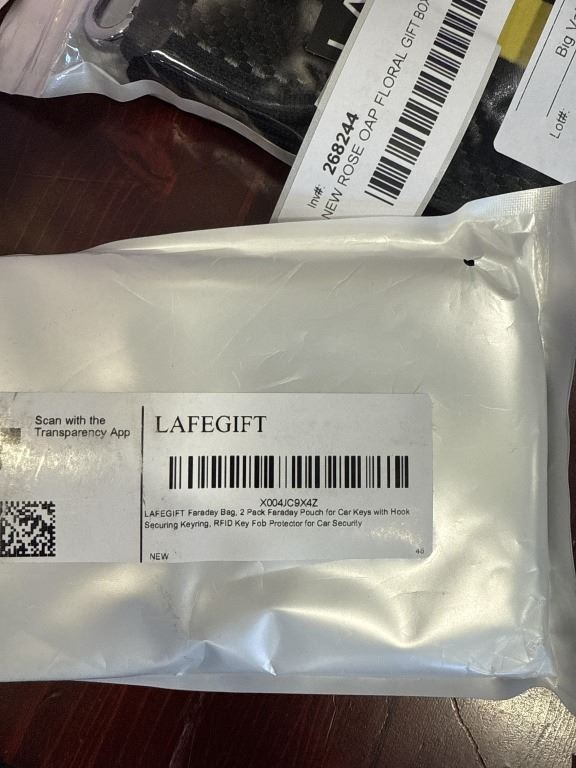 Inv#: 268244
NEW ROSE OAP FLORAL GIFT BOX
Big
Lot#:
Scan with the
Transparency App
LAFEGIFT
X004JC9X4Z
LAFEGIFT Faraday Bag, 2 Pack Faraday Pouch for Car Keys with Hook
Securing Keyring, RFID Key Fob Protector for Car Security
NEW